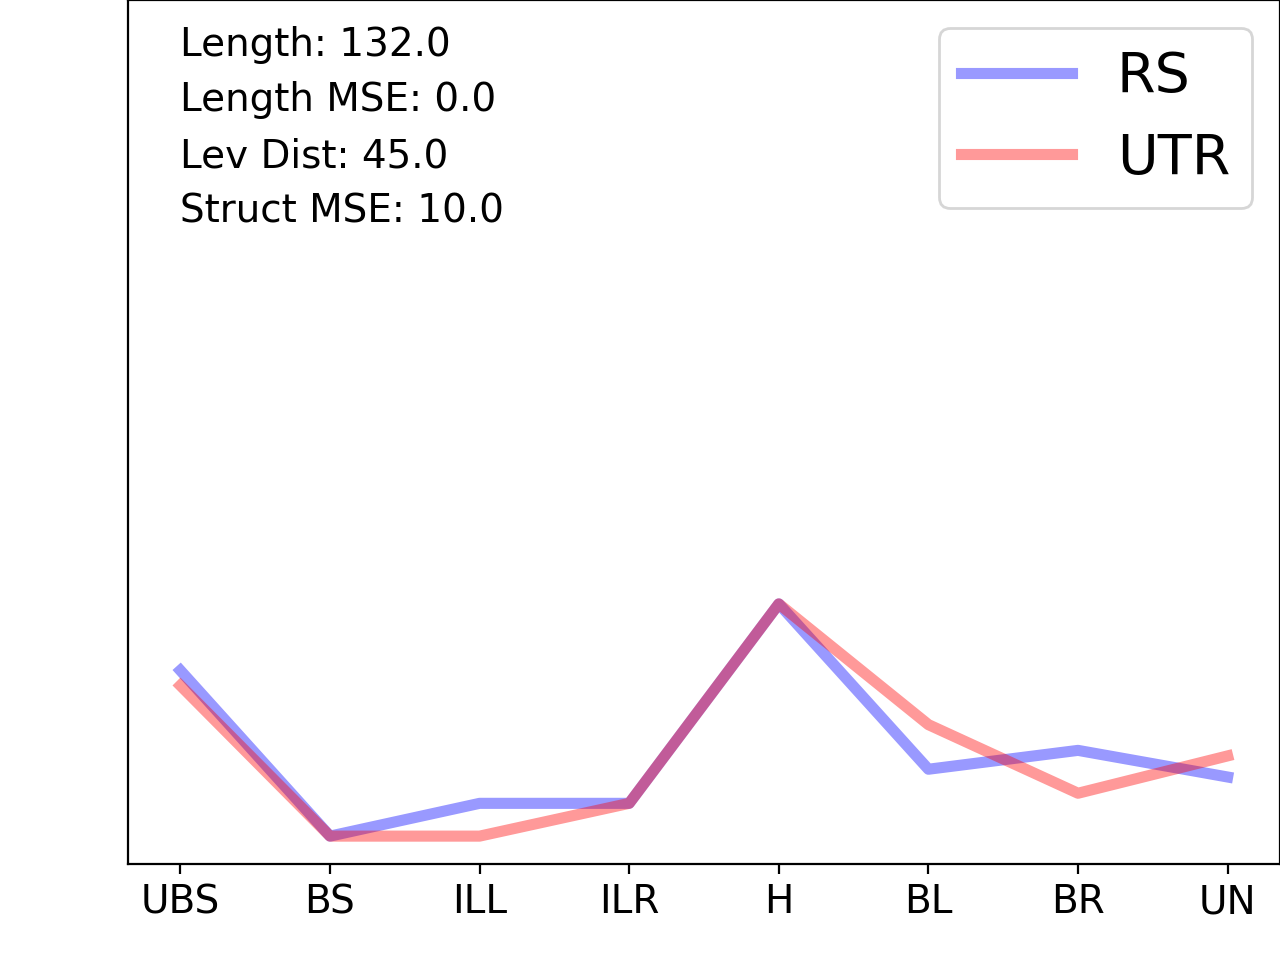 Length: 132.0
Length MSE: 0.0
Lev Dist: 45.0
Struct MSE: 10.0
RS
UTR
UBS BS ILL ILR H BL BR UN